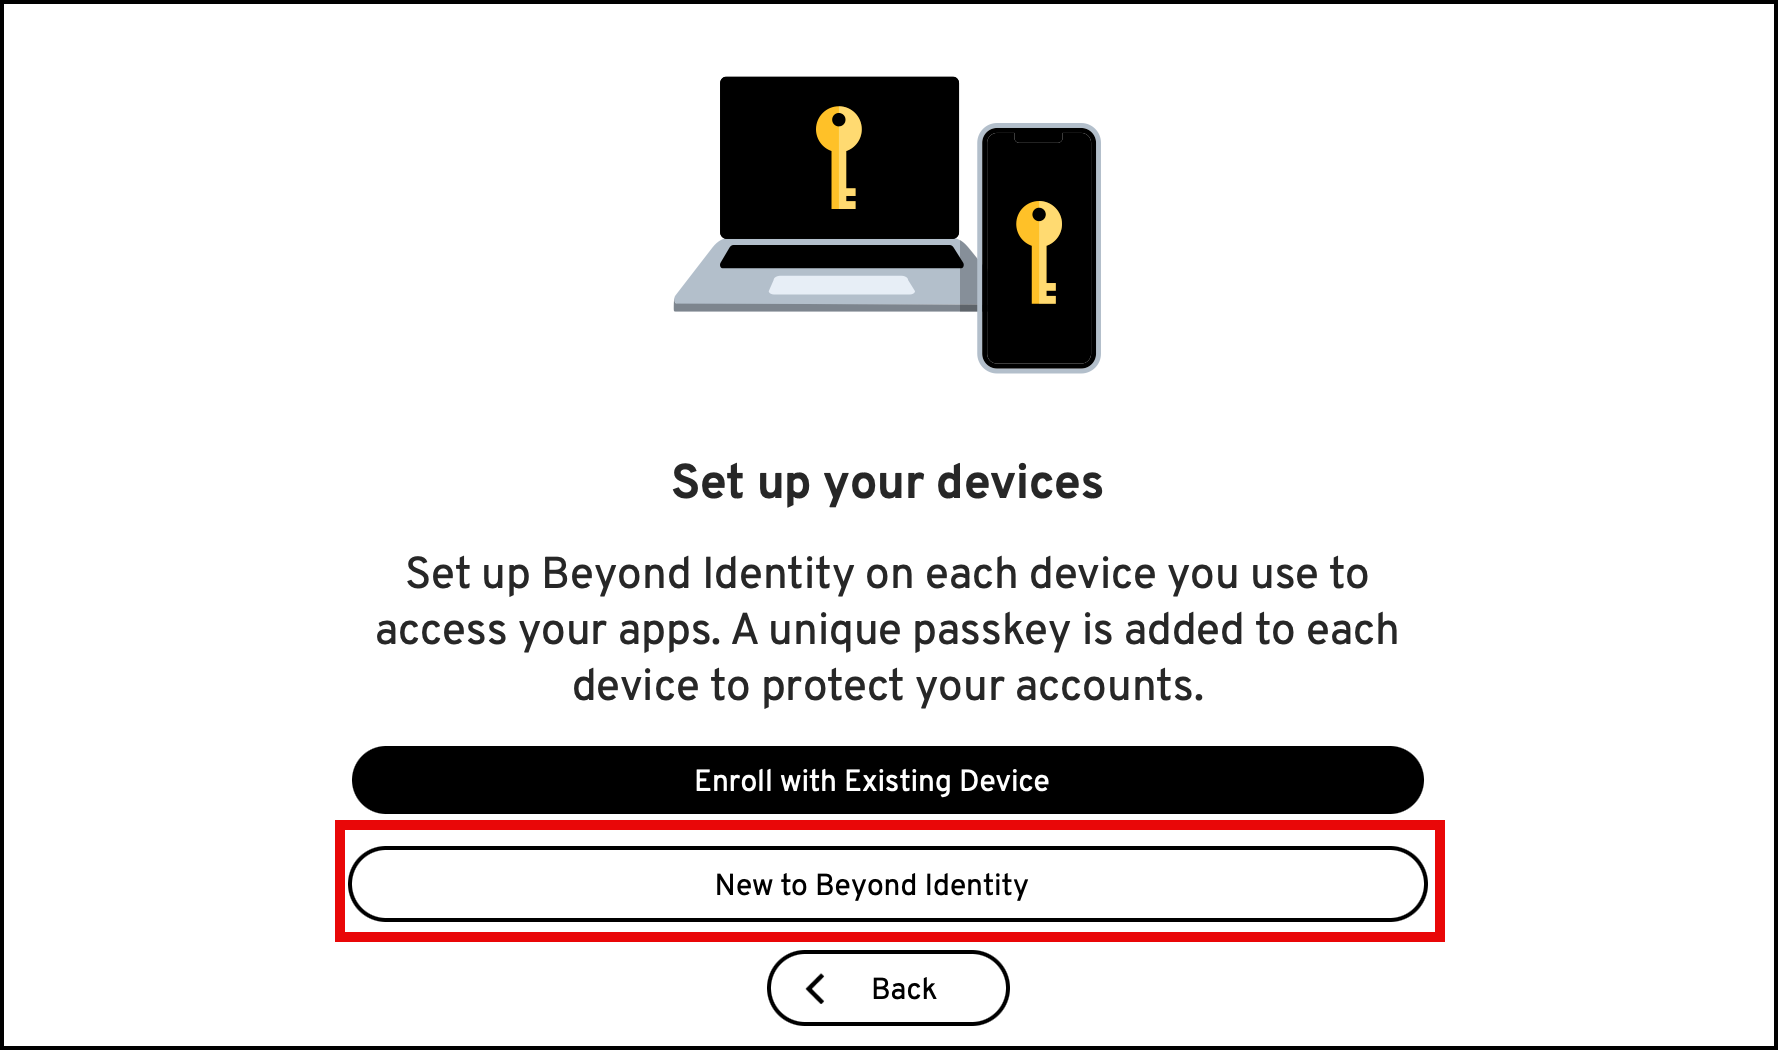 Set up your devices
Set up Beyond Identity on each device you use to
access your apps. A unique passkey is added to each
device to protect your accounts.
Enroll with Existing Device
New to Beyond Identity
Back